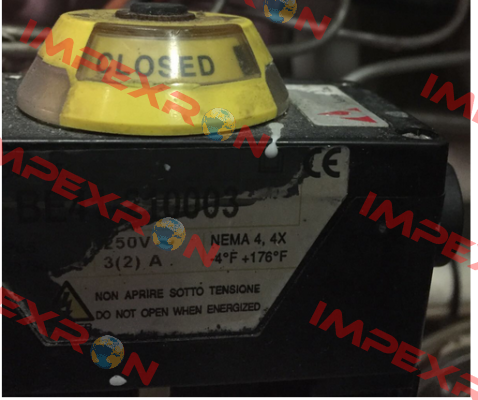 CLOSED
CE
0003
250V NEMA 4, 4X
3(2) A. -4°F +176°F
NON APRIRE SOTTO TENSIONE
DO NOT OPEN WHEN ENERGIZED
IMPEXRON
IMPEXRON
IMPEXRON
IMPEXRON
IMPEXRON
IMPEXRON